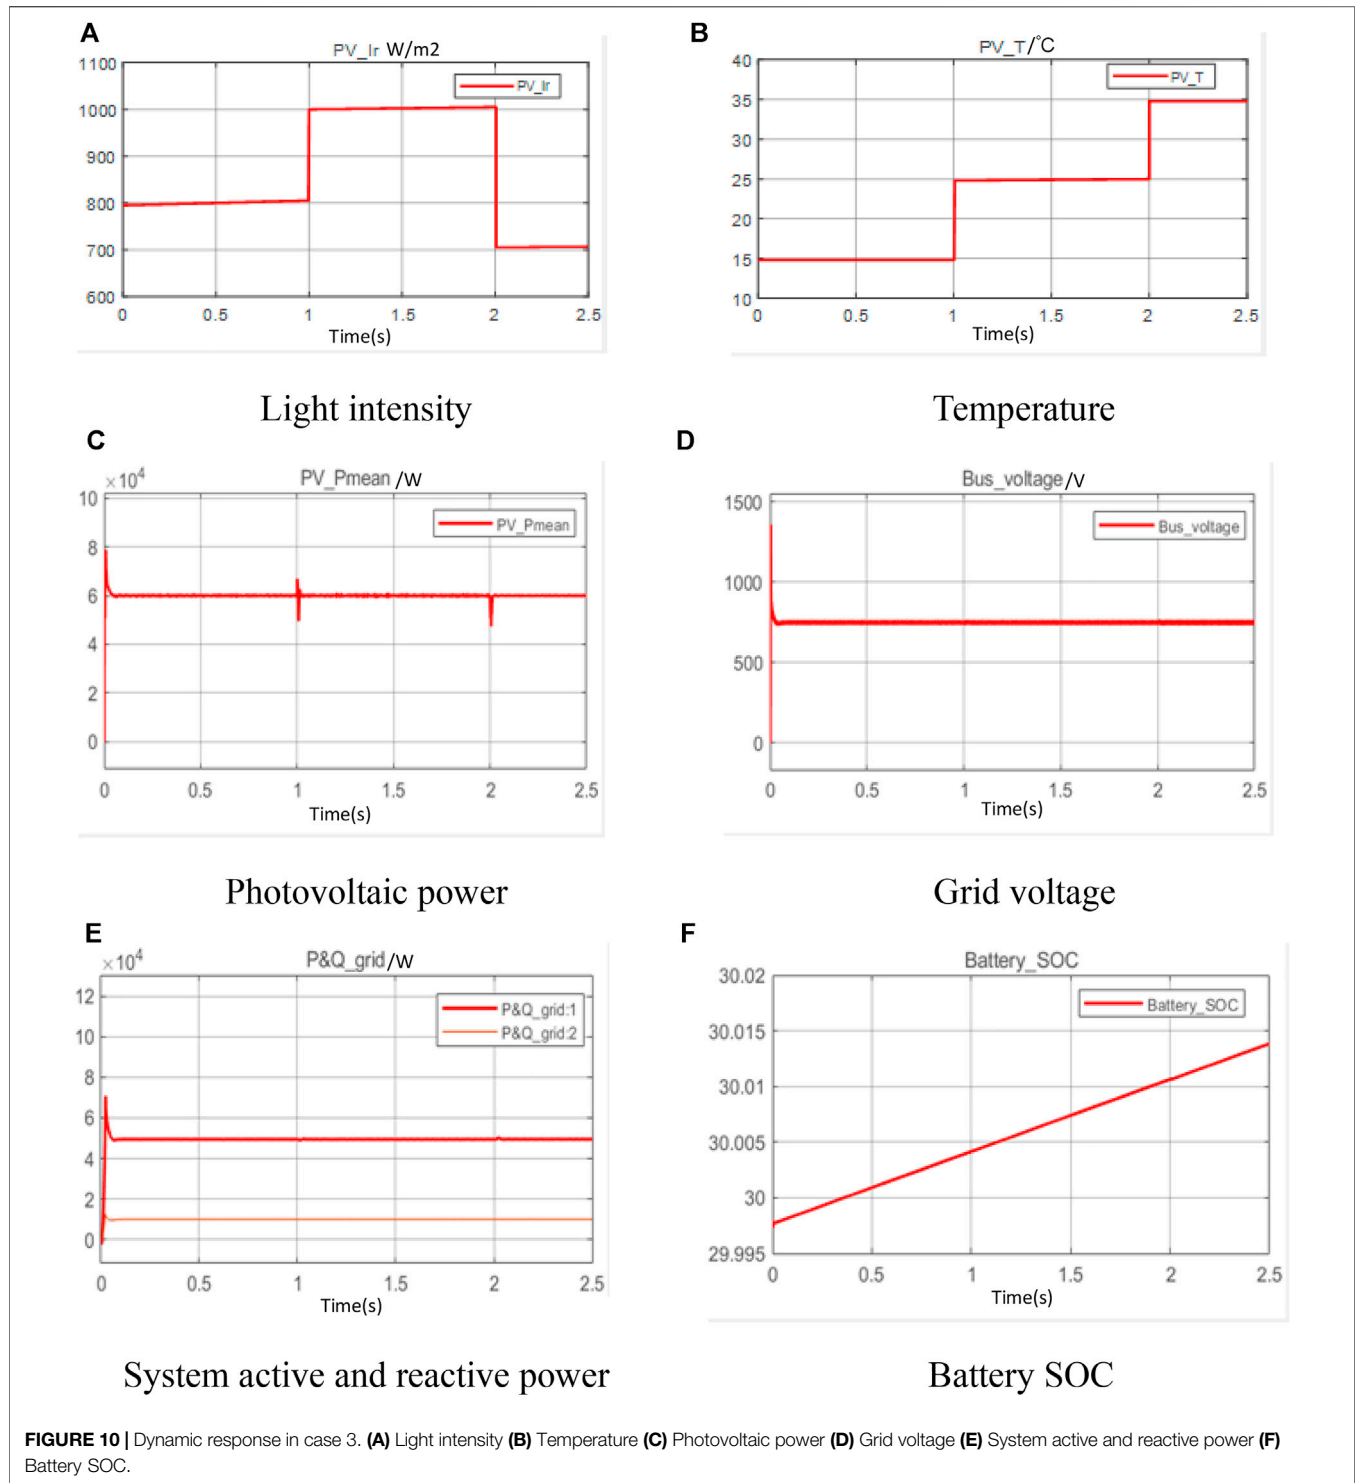 A
PV_Ir W/m2
1100
1000
900
800
700
600
PV_Ir
0 0.5 1 1.5 2 2.5
Time(s)
Light intensity
B
PV_T/°C
40
35
30
25
20
15
10
PV_T
0 0.5 1 1.5 2 2.5
Time(s)
Temperature
C
×10⁴
PV_Pmean /W
10
8
6
4
2
0
PV_Pmean
0 0.5 1 1.5 2 2.5
Time(s)
Photovoltaic power
D
Bus_voltage/V
1500
1000
500
0
Bus_voltage
0 0.5 1 1.5 2 2.5
Time(s)
Grid voltage
E
×10⁴
P&Q_grid/W
12
10
8
6
4
2
0
P&Q_grid:1
P&Q_grid:2
0 0.5 1 1.5 2 2.5
Time(s)
System active and reactive power
F
Battery_SOC
30.02
30.015
30.01
30.005
30
29.995
Battery_SOC
0 0.5 1 1.5 2 2.5
Time(s)
Battery SOC
FIGURE 10 | Dynamic response in case 3. (A) Light intensity (B) Temperature (C) Photovoltaic power (D) Grid voltage (E) System active and reactive power (F)
Battery SOC.